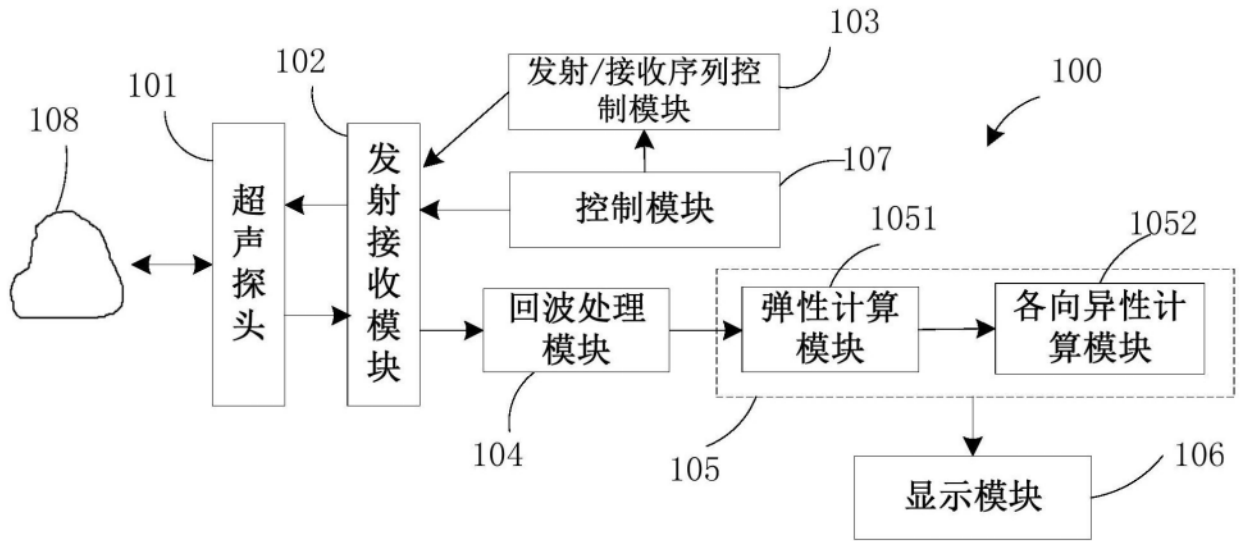 103
发射/接收序列控
制模块
102
101
100
108
107
控制模块
超声探头
发射接收模块
1051
1052
回波处理
模块
弹性计算
模块
各向异性计
算模块
104
105
106
显示模块